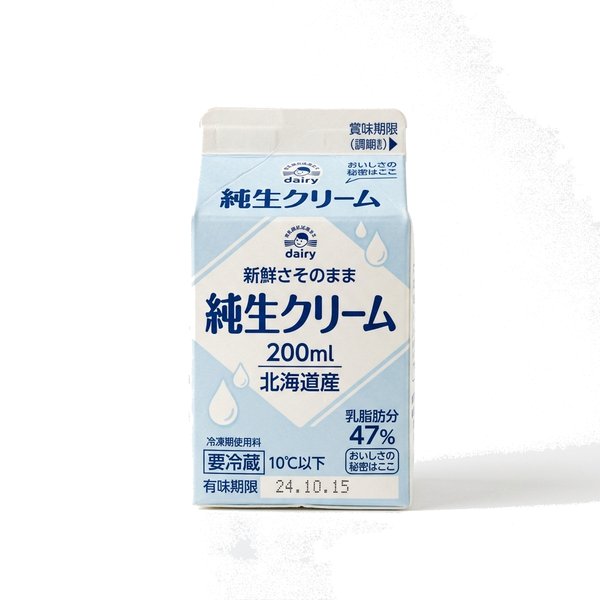 賞味期限
おいしさの
秘密はここ
dairy
純生クリーム
dairy
新鮮さそのまま
純生クリーム
200ml
北海道産
乳脂肪分
47%
冷凍期使用料
要冷蔵 10℃以下
おいしさの
秘密はここ
有味期限 24.10.15